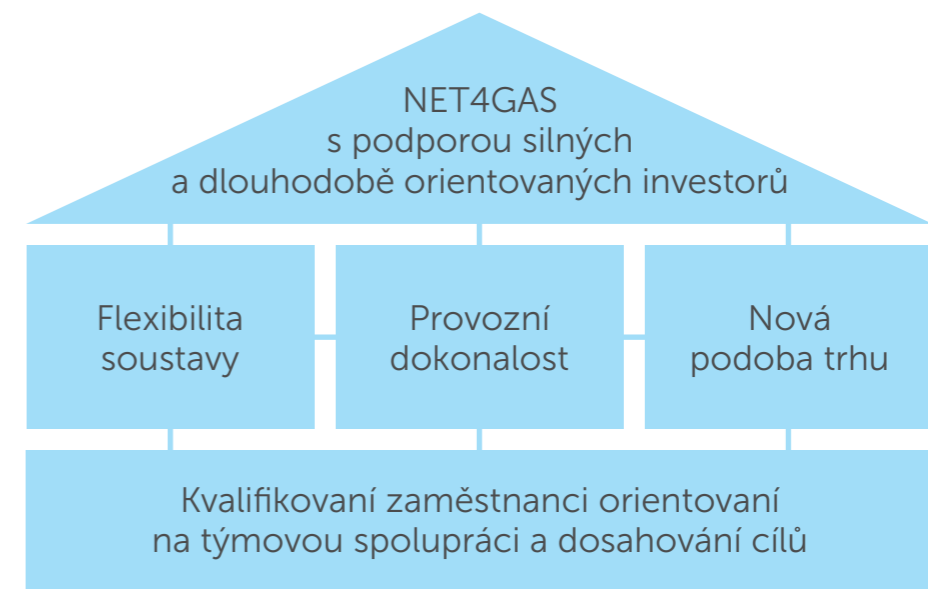 NET4GAS
s podporou silných
a dlouhodobě orientovaných investorů
Flexibilita
soustavy
Provozní
dokonalost
Nová
podoba trhu
Kvalifikovaní zaměstnanci orientovaní
na týmovou spolupráci a dosahování cílů